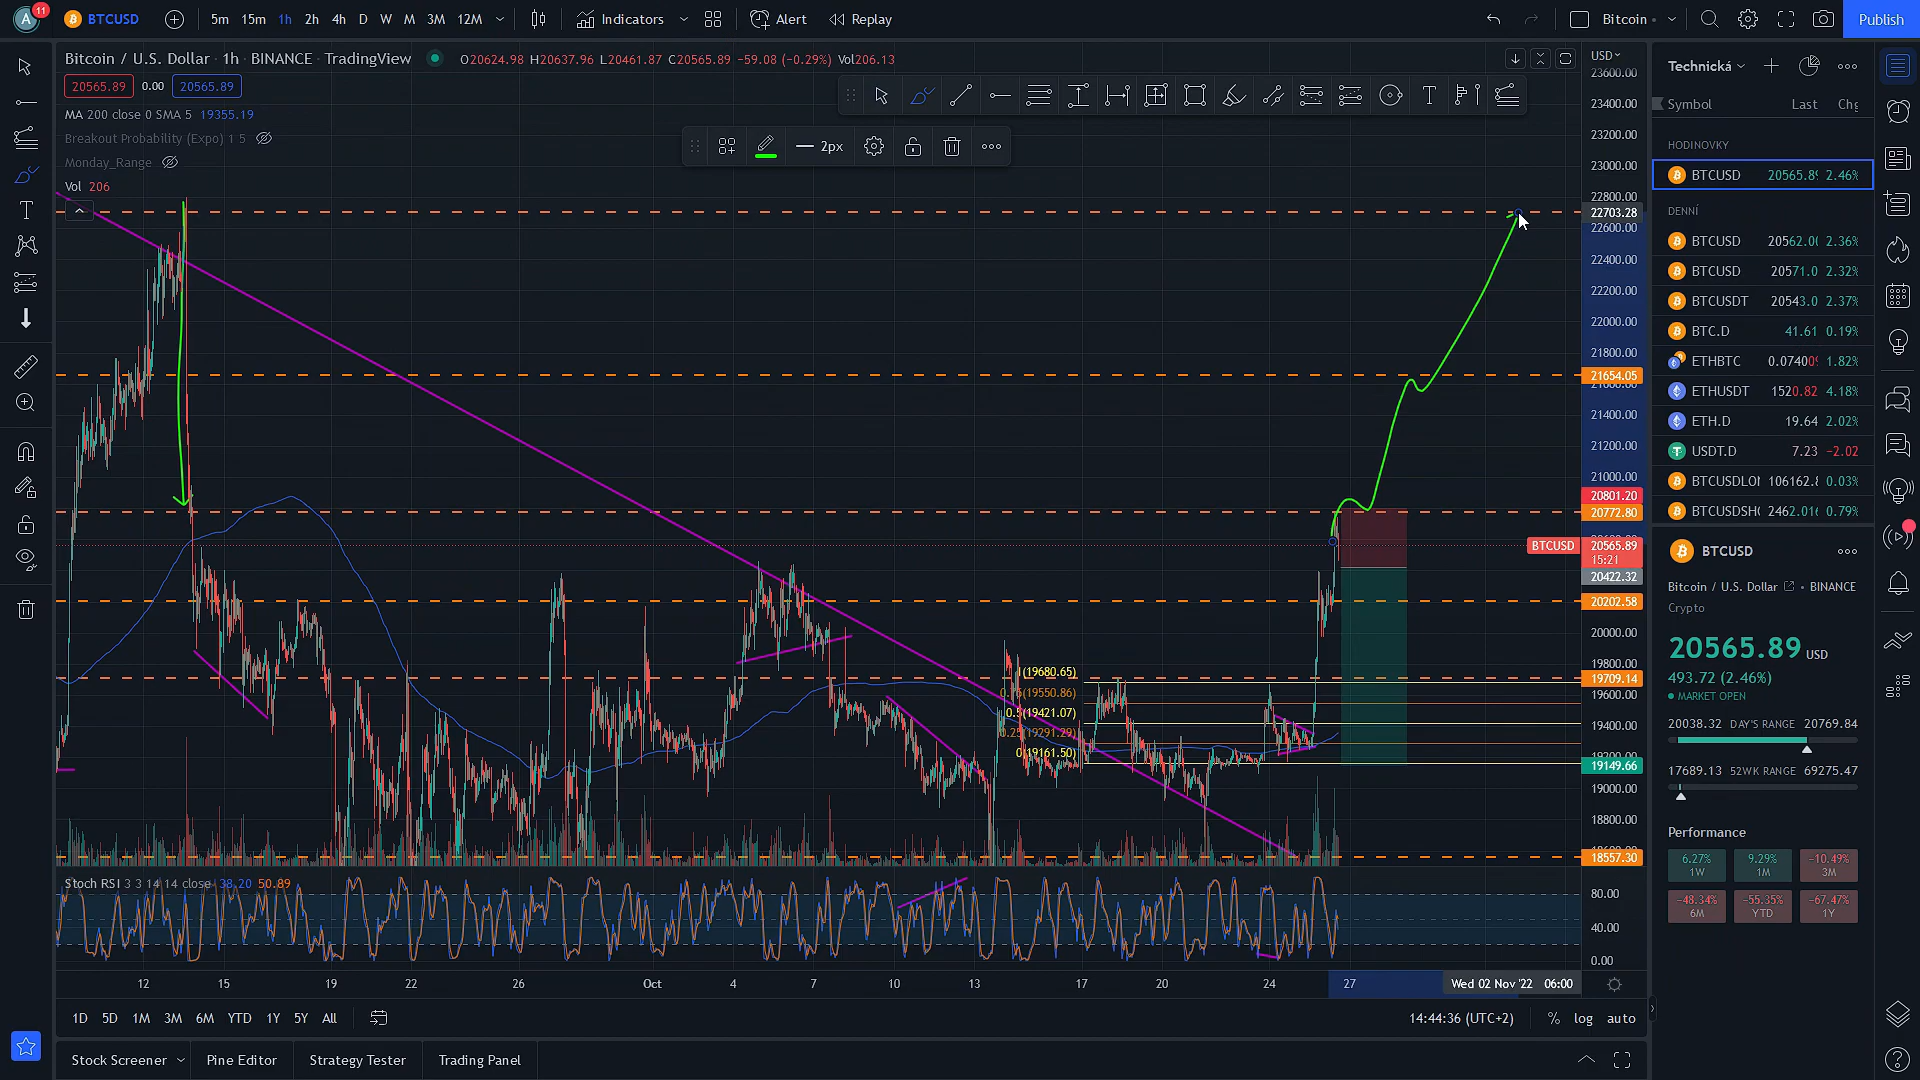 A 11 BTCUSD 5m 15m 1h 2h 4h D W M 3M 12M Indicators Alert Replay Bitcoin Publish
Bitcoin / U.S. Dollar · 1h · BINANCE · TradingView O20624.98 H20637.96 L20461.87 C20565.89 −59.08 (−0.29%) Vol206.13
20565.89 0.00 20565.89
MA 200 close 0 SMA 5 19355.19
Breakout Probability (Expo) 1 5
Monday_Range
Vol 206
2px
USD
23600.00
23400.00
23200.00
23000.00
22800.00
22703.28
22600.00
22400.00
22200.00
22000.00
21800.00
21654.05
21400.00
21200.00
21000.00
20801.20
20772.80
BTCUSD 20565.89
15:21
20422.32
20202.58
20000.00
19800.00
19709.14
19600.00
19400.00
19200.00
19149.66
19000.00
18800.00
18557.30
1(19680.65)
0.75(19550.86)
0.5(19421.07)
0.25(19291.29)
0(19161.50)
Stoch RSI 3 3 14 14 close 38.20 50.89
80.00
40.00
0.00
12 15 19 22 26 Oct 4 7 10 13 17 20 24 27 Wed 02 Nov '22 06:00
1D 5D 1M 3M 6M YTD 1Y 5Y All 14:44:36 (UTC+2) % log auto
Stock Screener Pine Editor Strategy Tester Trading Panel
Technická
Symbol Last Chg
HODINOVKY
BTCUSD 20565.89 2.46%
DENNÍ
BTCUSD 20562.00 2.36%
BTCUSD 20571.0 2.32%
BTCUSDT 20543.0 2.37%
BTC.D 41.61 0.19%
ETHBTC 0.07400 1.82%
ETHUSDT 1520.82 4.18%
ETH.D 19.64 2.02%
USDT.D 7.23 −2.02
BTCUSDLO 106162. 0.03%
BTCUSDSH 2462.01 0.79%
BTCUSD
Bitcoin / U.S. Dollar · BINANCE
Crypto
20565.89 USD
493.72 (2.46%)
MARKET OPEN
20038.32 DAY'S RANGE 20769.84
17689.13 52WK RANGE 69275.47
Performance
6.27% 9.29% −10.49%
1W 1M 3M
−48.34% −55.35% −67.47%
6M YTD 1Y